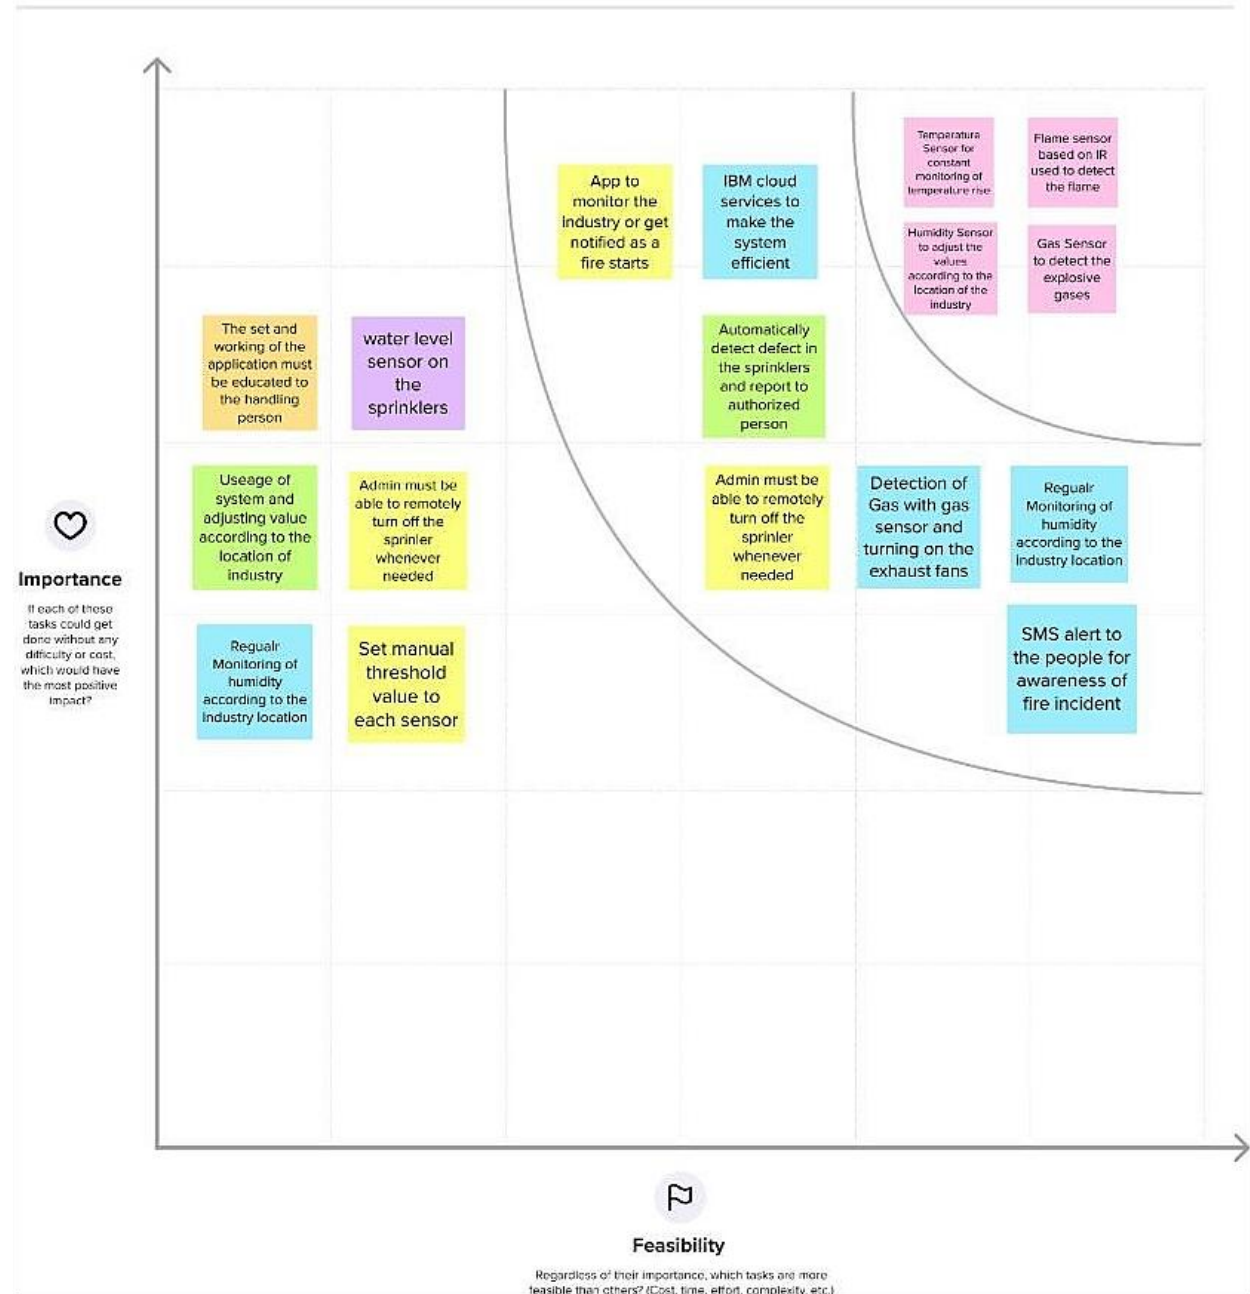 Temperature
Sensor for
constant
monitoring of
temperature rise
Flame sensor
based on IR
used to detect
the flame
App to
monitor the
industry or get
notified as a
fire starts
IBM cloud
services to
make the
system
efficient
Humidity Sensor
to adjust the
values
according to the
location of the
industry
Gas Sensor
to detect the
explosive
gases
The set and
working of the
application must
be educated to
the handling
person
water level
sensor on
the
sprinklers
Automatically
detect defect in
the sprinklers
and report to
authorized
person
Useage of
system and
adjusting value
according to the
location of
industry
Admin must be
able to remotely
turn off the
sprinler
whenever
needed
Admin must be
able to remotely
turn off the
sprinler
whenever
needed
Detection of
Gas with gas
sensor and
turning on the
exhaust fans
Regualr
Monitoring of
humidity
according to the
industry location
Importance
If each of these
tasks could get
done without any
difficulty or cost,
which would have
the most positive
impact?
Regualr
Monitoring of
humidity
according to the
industry location
Set manual
threshold
value to
each sensor
SMS alert to
the people for
awareness of
fire incident
Feasibility
Regardless of their importance, which tasks are more
feasible than others? (Cost, time, effort, complexity, etc.)